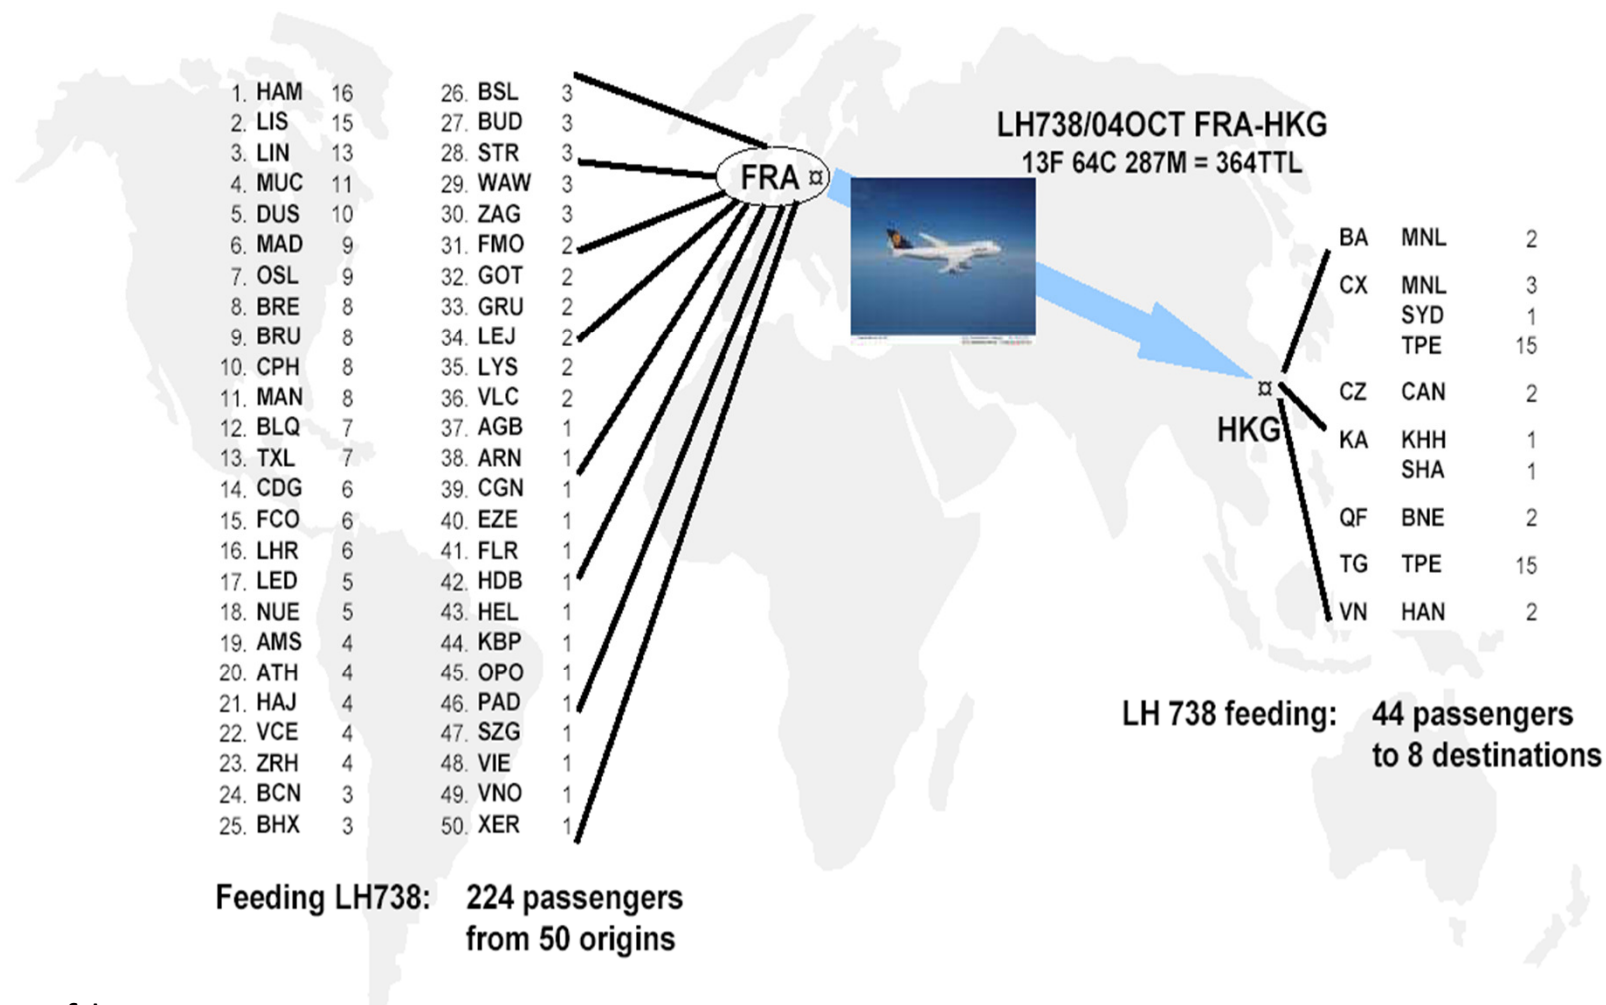 LH738/04OCT FRA-HKG
13F 64C 287M = 364TTL
1. HAM 16
2. LIS 15
3. LIN 13
4. MUC 11
5. DUS 10
6. MAD 9
7. OSL 9
8. BRE 8
9. BRU 8
10. CPH 8
11. MAN 8
12. BLQ 7
13. TXL 7
14. CDG 6
15. FCO 6
16. LHR 6
17. LED 5
18. NUE 5
19. AMS 4
20. ATH 4
21. HAJ 4
22. VCE 4
23. ZRH 4
24. BCN 3
25. BHX 3
26. BSL 3
27. BUD 3
28. STR 3
29. WAW 3
30. ZAG 3
31. FMO 2
32. GOT 2
33. GRU 2
34. LEJ 2
35. LYS 2
36. VLC 2
37. AGB 1
38. ARN 1
39. CGN 1
40. EZE 1
41. FLR 1
42. HDB 1
43. HEL 1
44. KBP 1
45. OPO 1
46. PAD 1
47. SZG 1
48. VIE 1
49. VNO 1
50. XER 1
FRA ¤
¤
HKG
BA MNL 2
CX MNL 3
SYD 1
TPE 15
CZ CAN 2
KA KHH 1
SHA 1
QF BNE 2
TG TPE 15
VN HAN 2
LH 738 feeding: 44 passengers
to 8 destinations
Feeding LH738: 224 passengers
from 50 origins